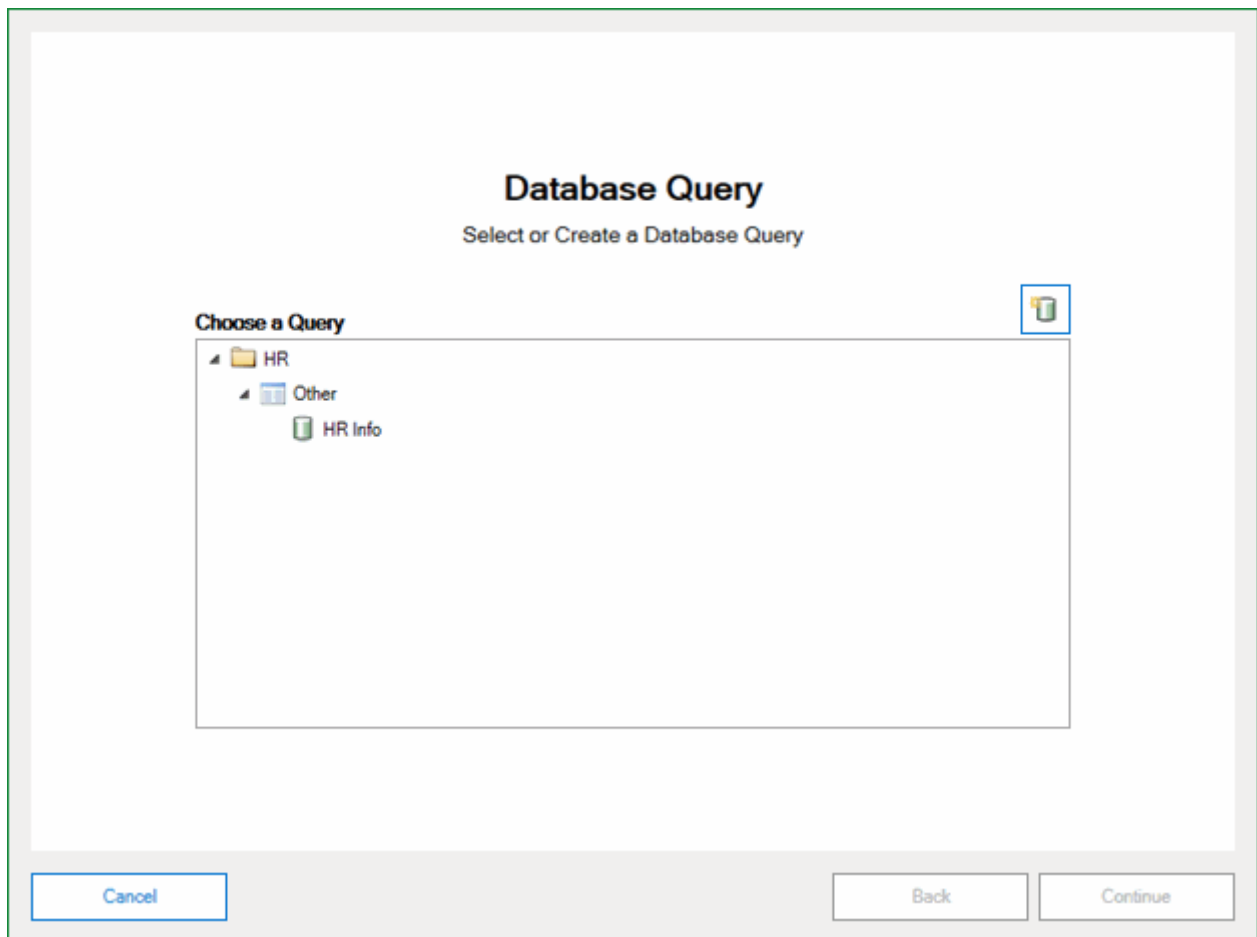 Database Query
Select or Create a Database Query
Choose a Query
HR
Other
HR Info
Cancel
Back
Continue